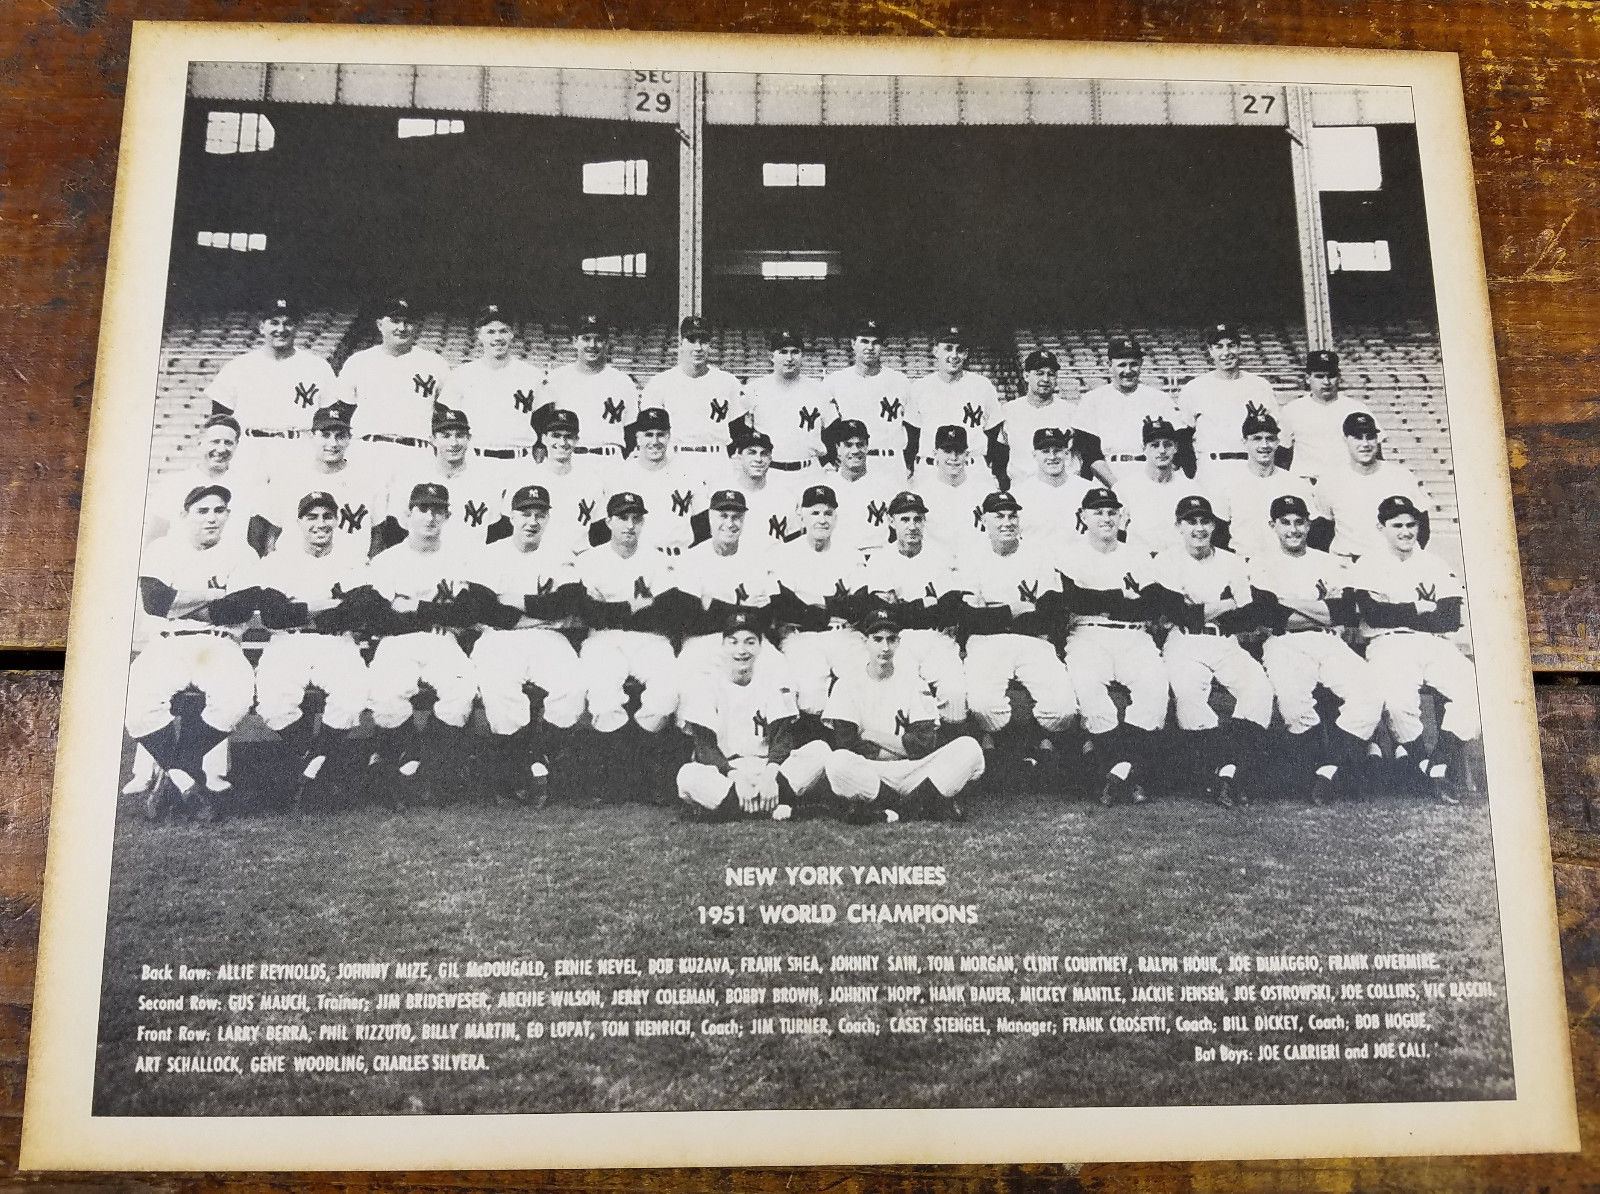 SEC
29
27
NEW YORK YANKEES
1951 WORLD CHAMPIONS
Back Row: ALLIE REYNOLDS, JOHNNY MIZE, GIL McDOUGALD, ERNIE NEVEL, BOB KUZAVA, FRANK SHEA, JOHNNY SAIN, TOM MORGAN, CLINT COURTNEY, RALPH HOUK, JOE DIMAGGIO, FRANK OVERMIRE.
Second Row: GUS MAUCH, Trainer; JIM BRIDEWESER, ARCHIE WILSON, JERRY COLEMAN, BOBBY BROWN, JOHNNY HOPP, HANK BAUER, MICKEY MANTLE, JACKIE JENSEN, JOE OSTROWSKI, JOE COLLINS, VIC RASCHI.
Front Row: LARRY BERRA, PHIL RIZZUTO, BILLY MARTIN, ED LOPAT, TOM HENRICH, Coach; JIM TURNER, Coach; CASEY STENGEL, Manager; FRANK CROSETTI, Coach; BILL DICKEY, Coach; BOB HOGUE,
ART SCHALLOCK, GENE WOODLING, CHARLES SILVERA.
Bat Boys: JOE CARRIERI and JOE CALI.